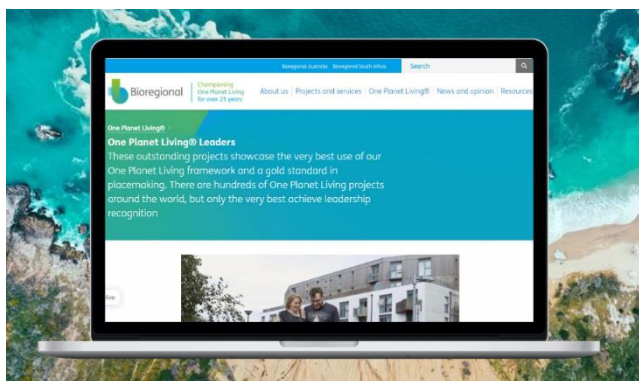 Bioregional Australia Bioregional South Africa Search
Bioregional
Championing
One Planet Living
for over 25 years
About us Projects and services One Planet Living® News and opinion Resources
One Planet Living®
One Planet Living® Leaders
These outstanding projects showcase the very best use of our
One Planet Living framework and a gold standard in
placemaking. There are hundreds of One Planet Living projects
around the world, but only the very best achieve leadership
recognition